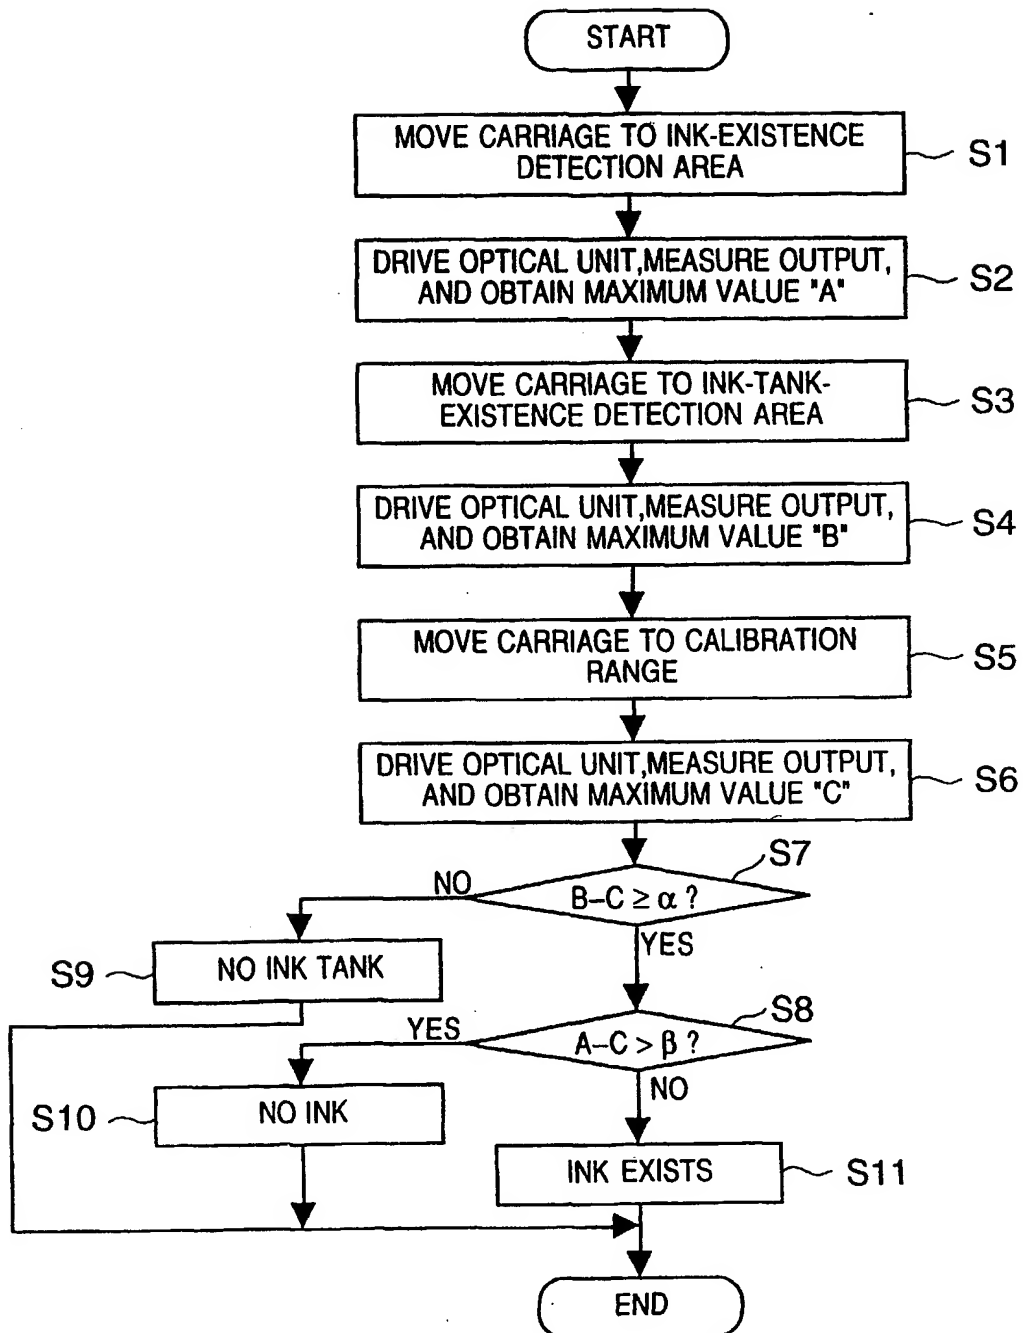 START
MOVE CARRIAGE TO INK-EXISTENCE
DETECTION AREA
S1
DRIVE OPTICAL UNIT,MEASURE OUTPUT,
AND OBTAIN MAXIMUM VALUE "A"
S2
MOVE CARRIAGE TO INK-TANK-
EXISTENCE DETECTION AREA
S3
DRIVE OPTICAL UNIT,MEASURE OUTPUT,
AND OBTAIN MAXIMUM VALUE "B"
S4
MOVE CARRIAGE TO CALIBRATION
RANGE
S5
DRIVE OPTICAL UNIT,MEASURE OUTPUT,
AND OBTAIN MAXIMUM VALUE "C"
S6
S7
NO
B–C ≥ α ?
YES
S9
NO INK TANK
S8
YES
A–C > β ?
NO
S10
NO INK
INK EXISTS
S11
END